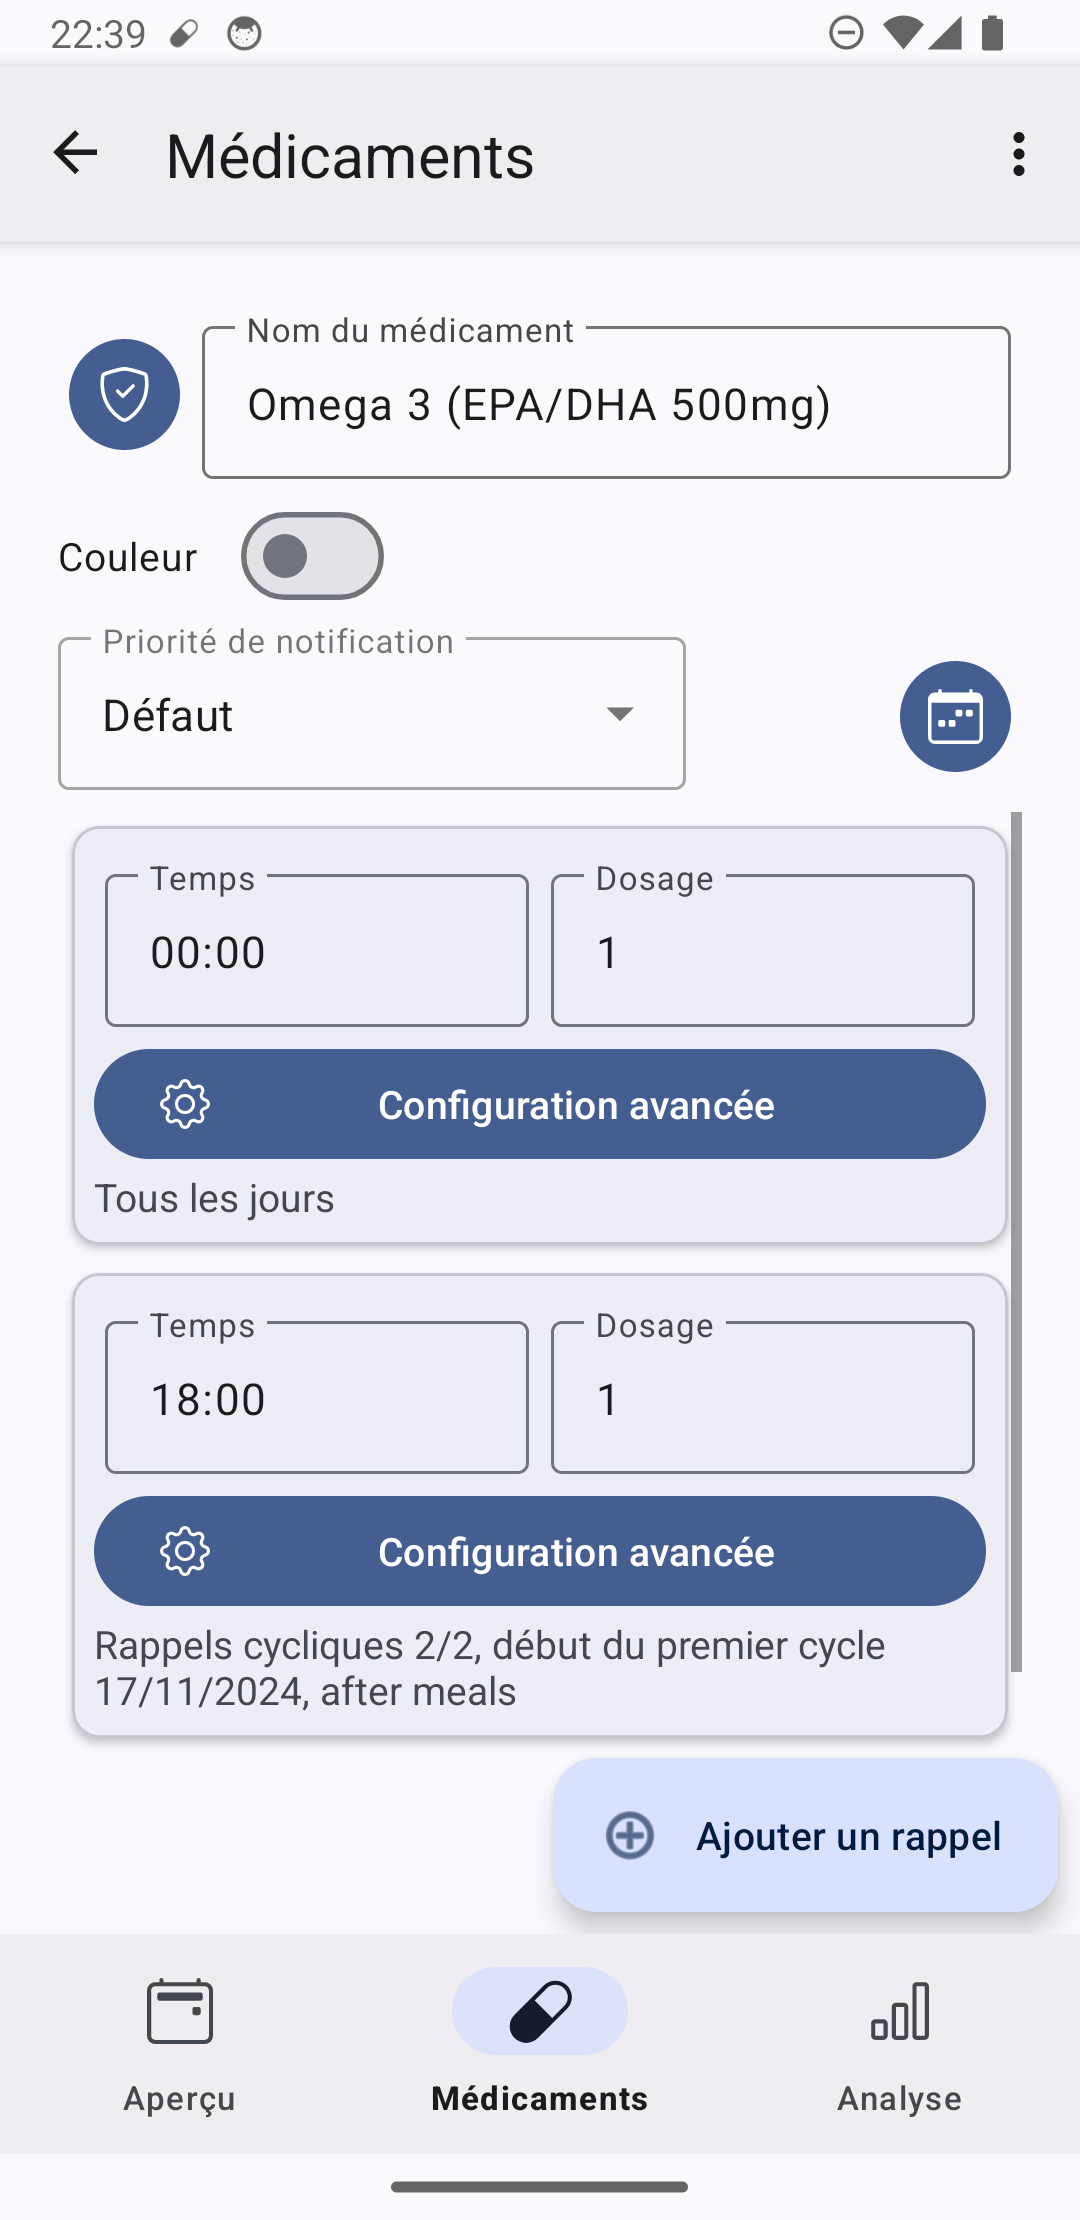 22:39
Médicaments
Nom du médicament
Omega 3 (EPA/DHA 500mg)
Couleur
Priorité de notification
Défaut
Temps
00:00
Dosage
1
Configuration avancée
Tous les jours
Temps
18:00
Dosage
1
Configuration avancée
Rappels cycliques 2/2, début du premier cycle
17/11/2024, after meals
Ajouter un rappel
Aperçu
Médicaments
Analyse